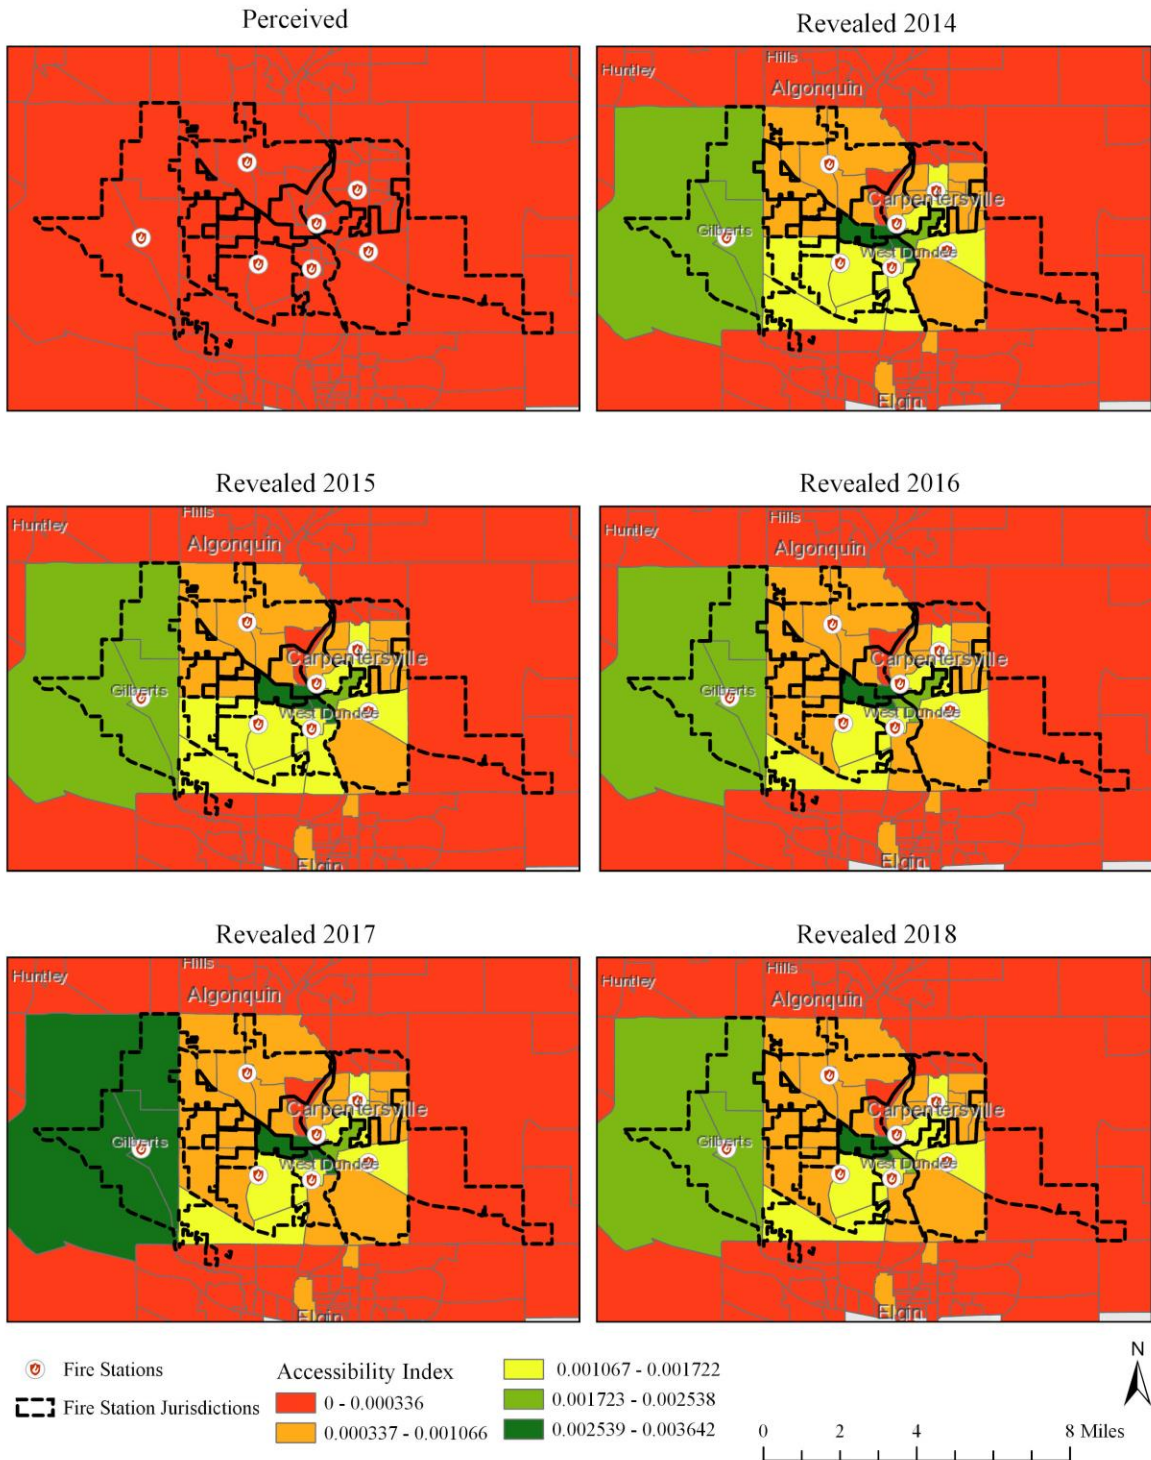 Perceived
Revealed 2014
Huntley
Hills
Algonquin
Carpentersville
Gilberts
West Dundee
Elgin
Revealed 2015
Revealed 2016
Huntley
Hills
Algonquin
Carpentersville
Gilberts
West Dundee
Elgin
Huntley
Hills
Algonquin
Carpentersville
Gilberts
West Dundee
Elgin
Revealed 2017
Revealed 2018
Huntley
Hills
Algonquin
Carpentersville
Gilberts
West Dundee
Elgin
Huntley
Hills
Algonquin
Carpentersville
Gilberts
West Dundee
Elgin
Fire Stations
Fire Station Jurisdictions
Accessibility Index
0 - 0.000336
0.000337 - 0.001066
0.001067 - 0.001722
0.001723 - 0.002538
0.002539 - 0.003642
N
0 2 4 8 Miles